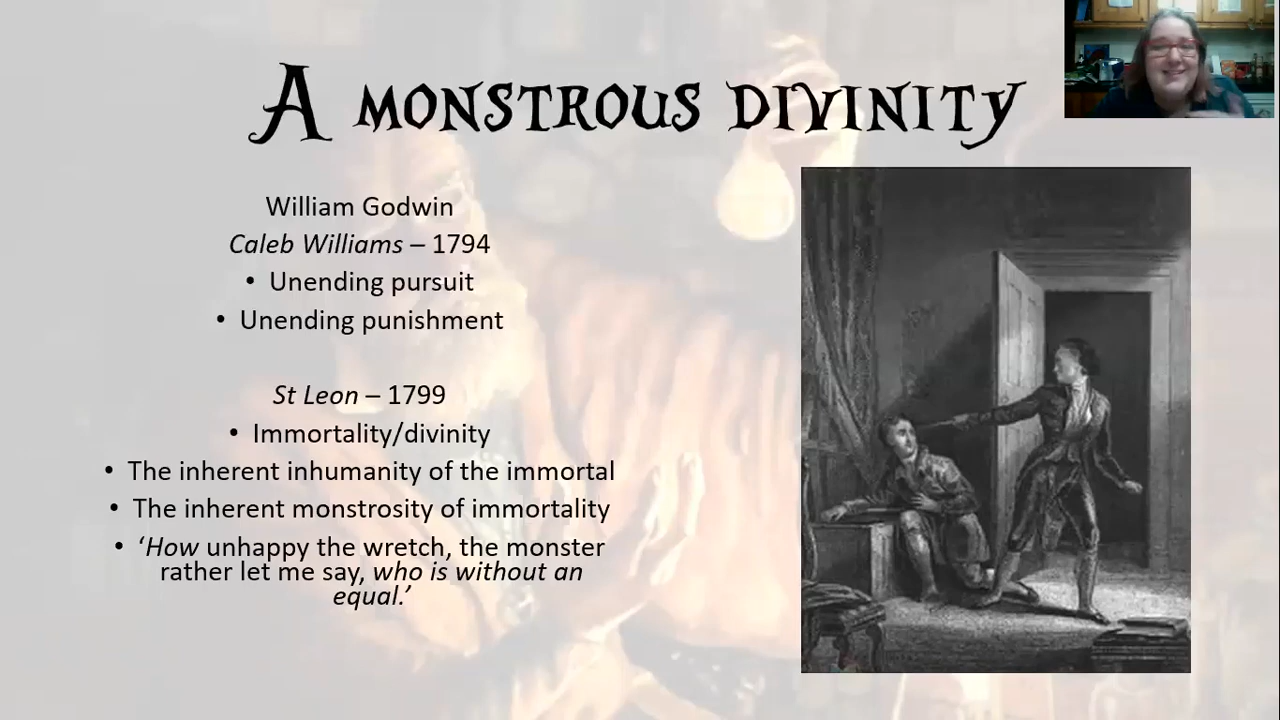 A MONSTROUS DIVINITY
William Godwin
Caleb Williams – 1794
• Unending pursuit
• Unending punishment
St Leon – 1799
• Immortality/divinity
• The inherent inhumanity of the immortal
• The inherent monstrosity of immortality
• ‘How unhappy the wretch, the monster
rather let me say, who is without an
equal.’